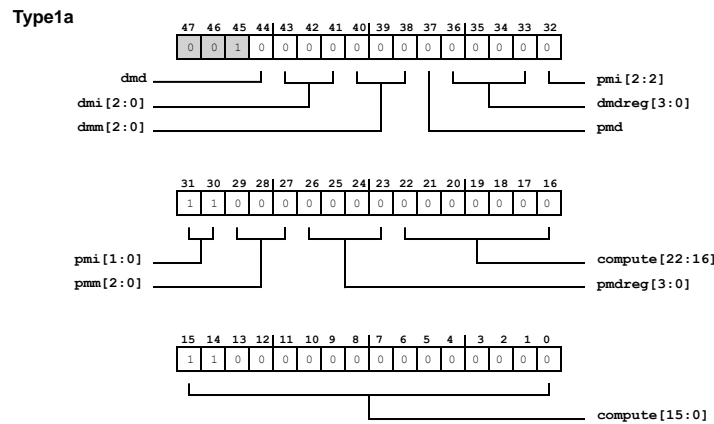 Type1a
47 46 45 44 43 42 41 40 39 38 37 36 35 34 33 32
0 0 1 0 0 0 0 0 0 0 0 0 0 0 0 0
dmd
pmi[2:2]
dmi[2:0]
dmdreg[3:0]
dmm[2:0]
pmd
31 30 29 28 27 26 25 24 23 22 21 20 19 18 17 16
1 1 0 0 0 0 0 0 0 0 0 0 0 0 0 0
pmi[1:0]
compute[22:16]
pmm[2:0]
pmdreg[3:0]
15 14 13 12 11 10 9 8 7 6 5 4 3 2 1 0
1 1 0 0 0 0 0 0 0 0 0 0 0 0 0 0
compute[15:0]